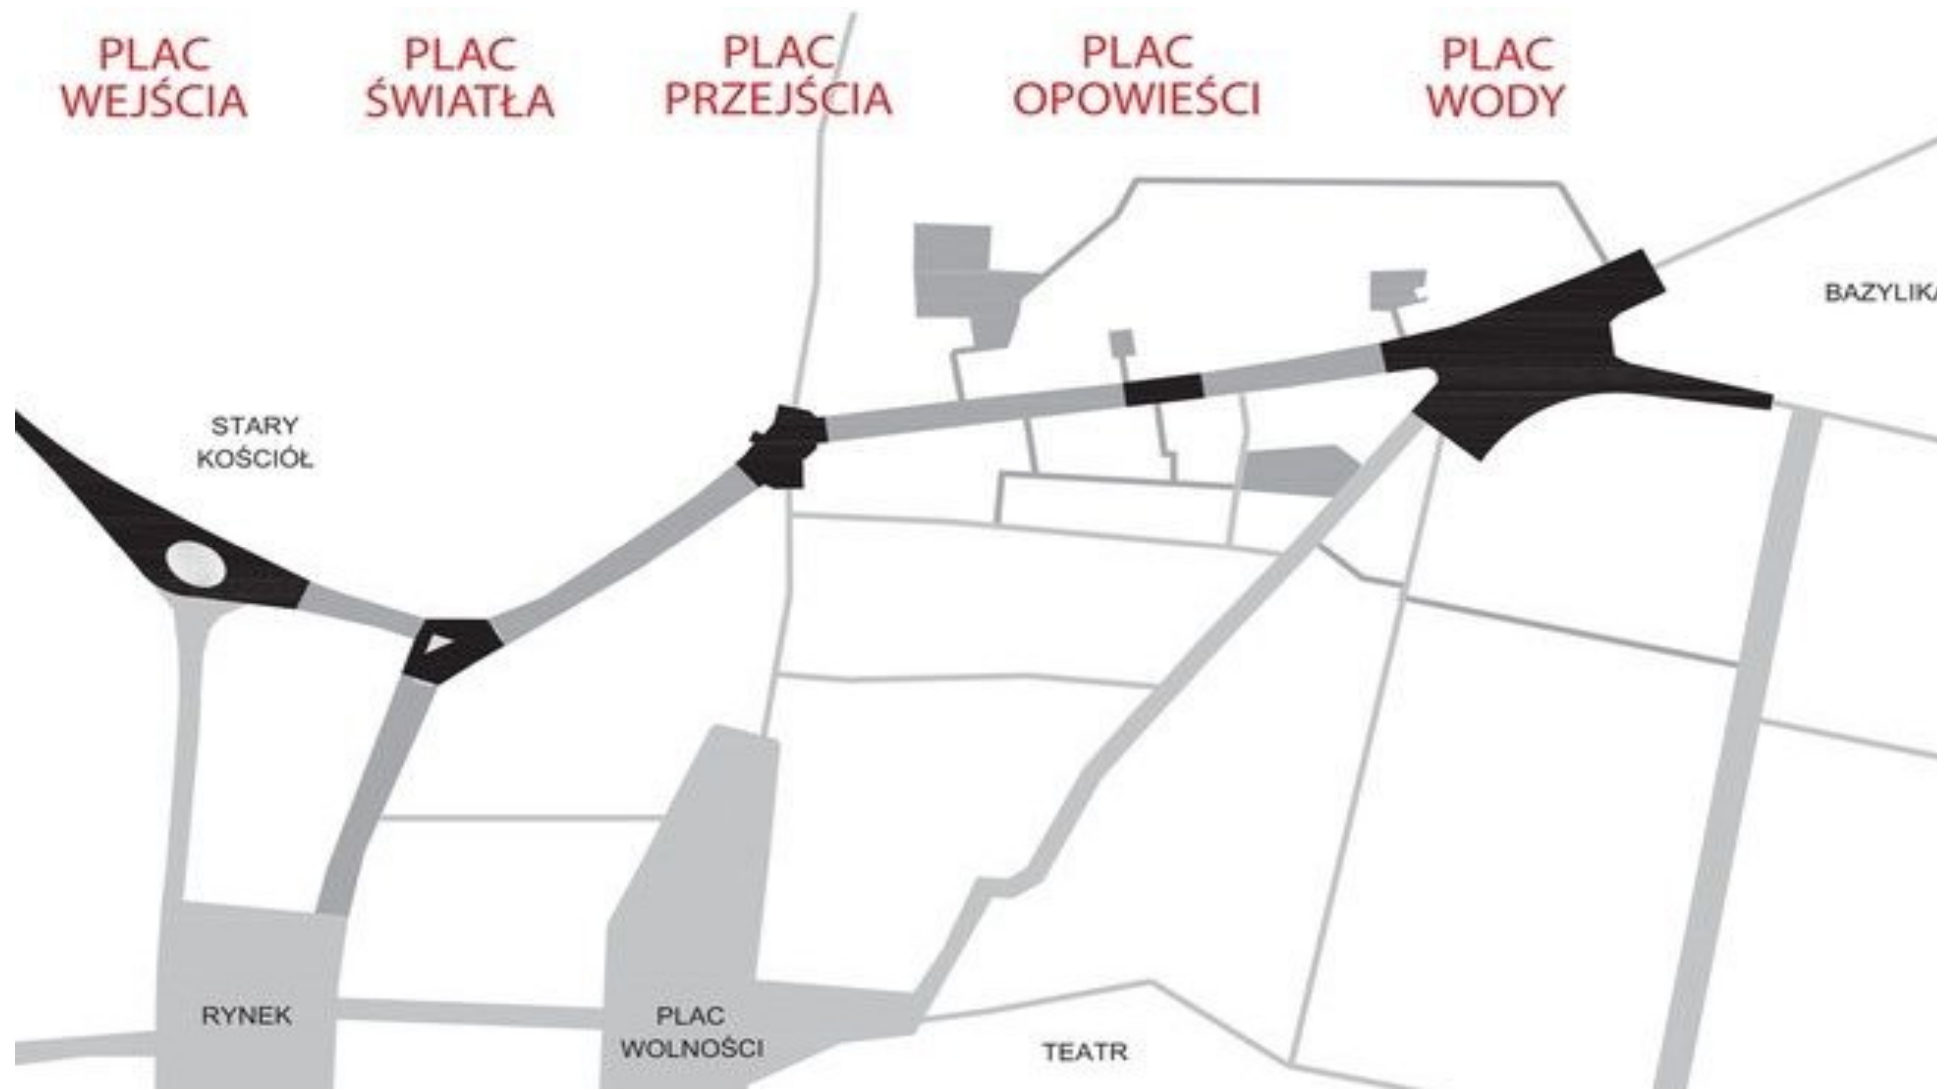 PLAC
WEJŚCIA
PLAC
ŚWIATŁA
PLAC
PRZEJŚCIA
PLAC
OPOWIEŚCI
PLAC
WODY
BAZYLIKA
STARY
KOŚCIÓŁ
RYNEK
PLAC
WOLNOŚCI
TEATR